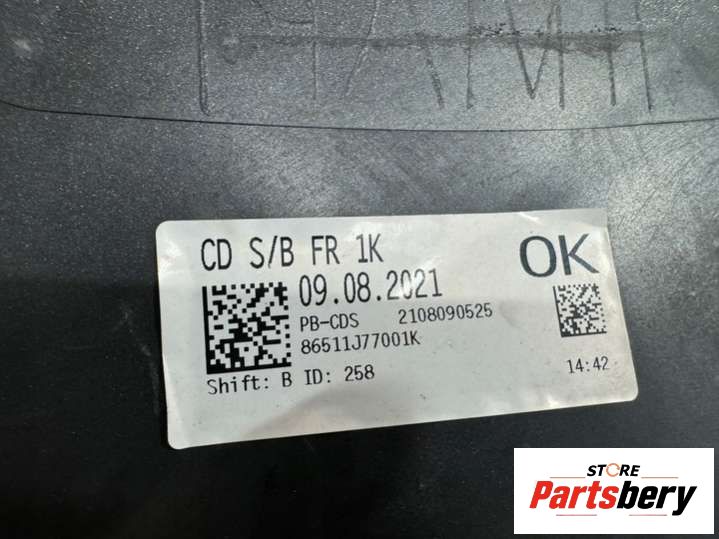 CD S/B FR 1K
OK
09.08.2021
PB-CDS 2108090525
86511J77001K
Shift: B ID: 258
14:42
STORE
Partsbery